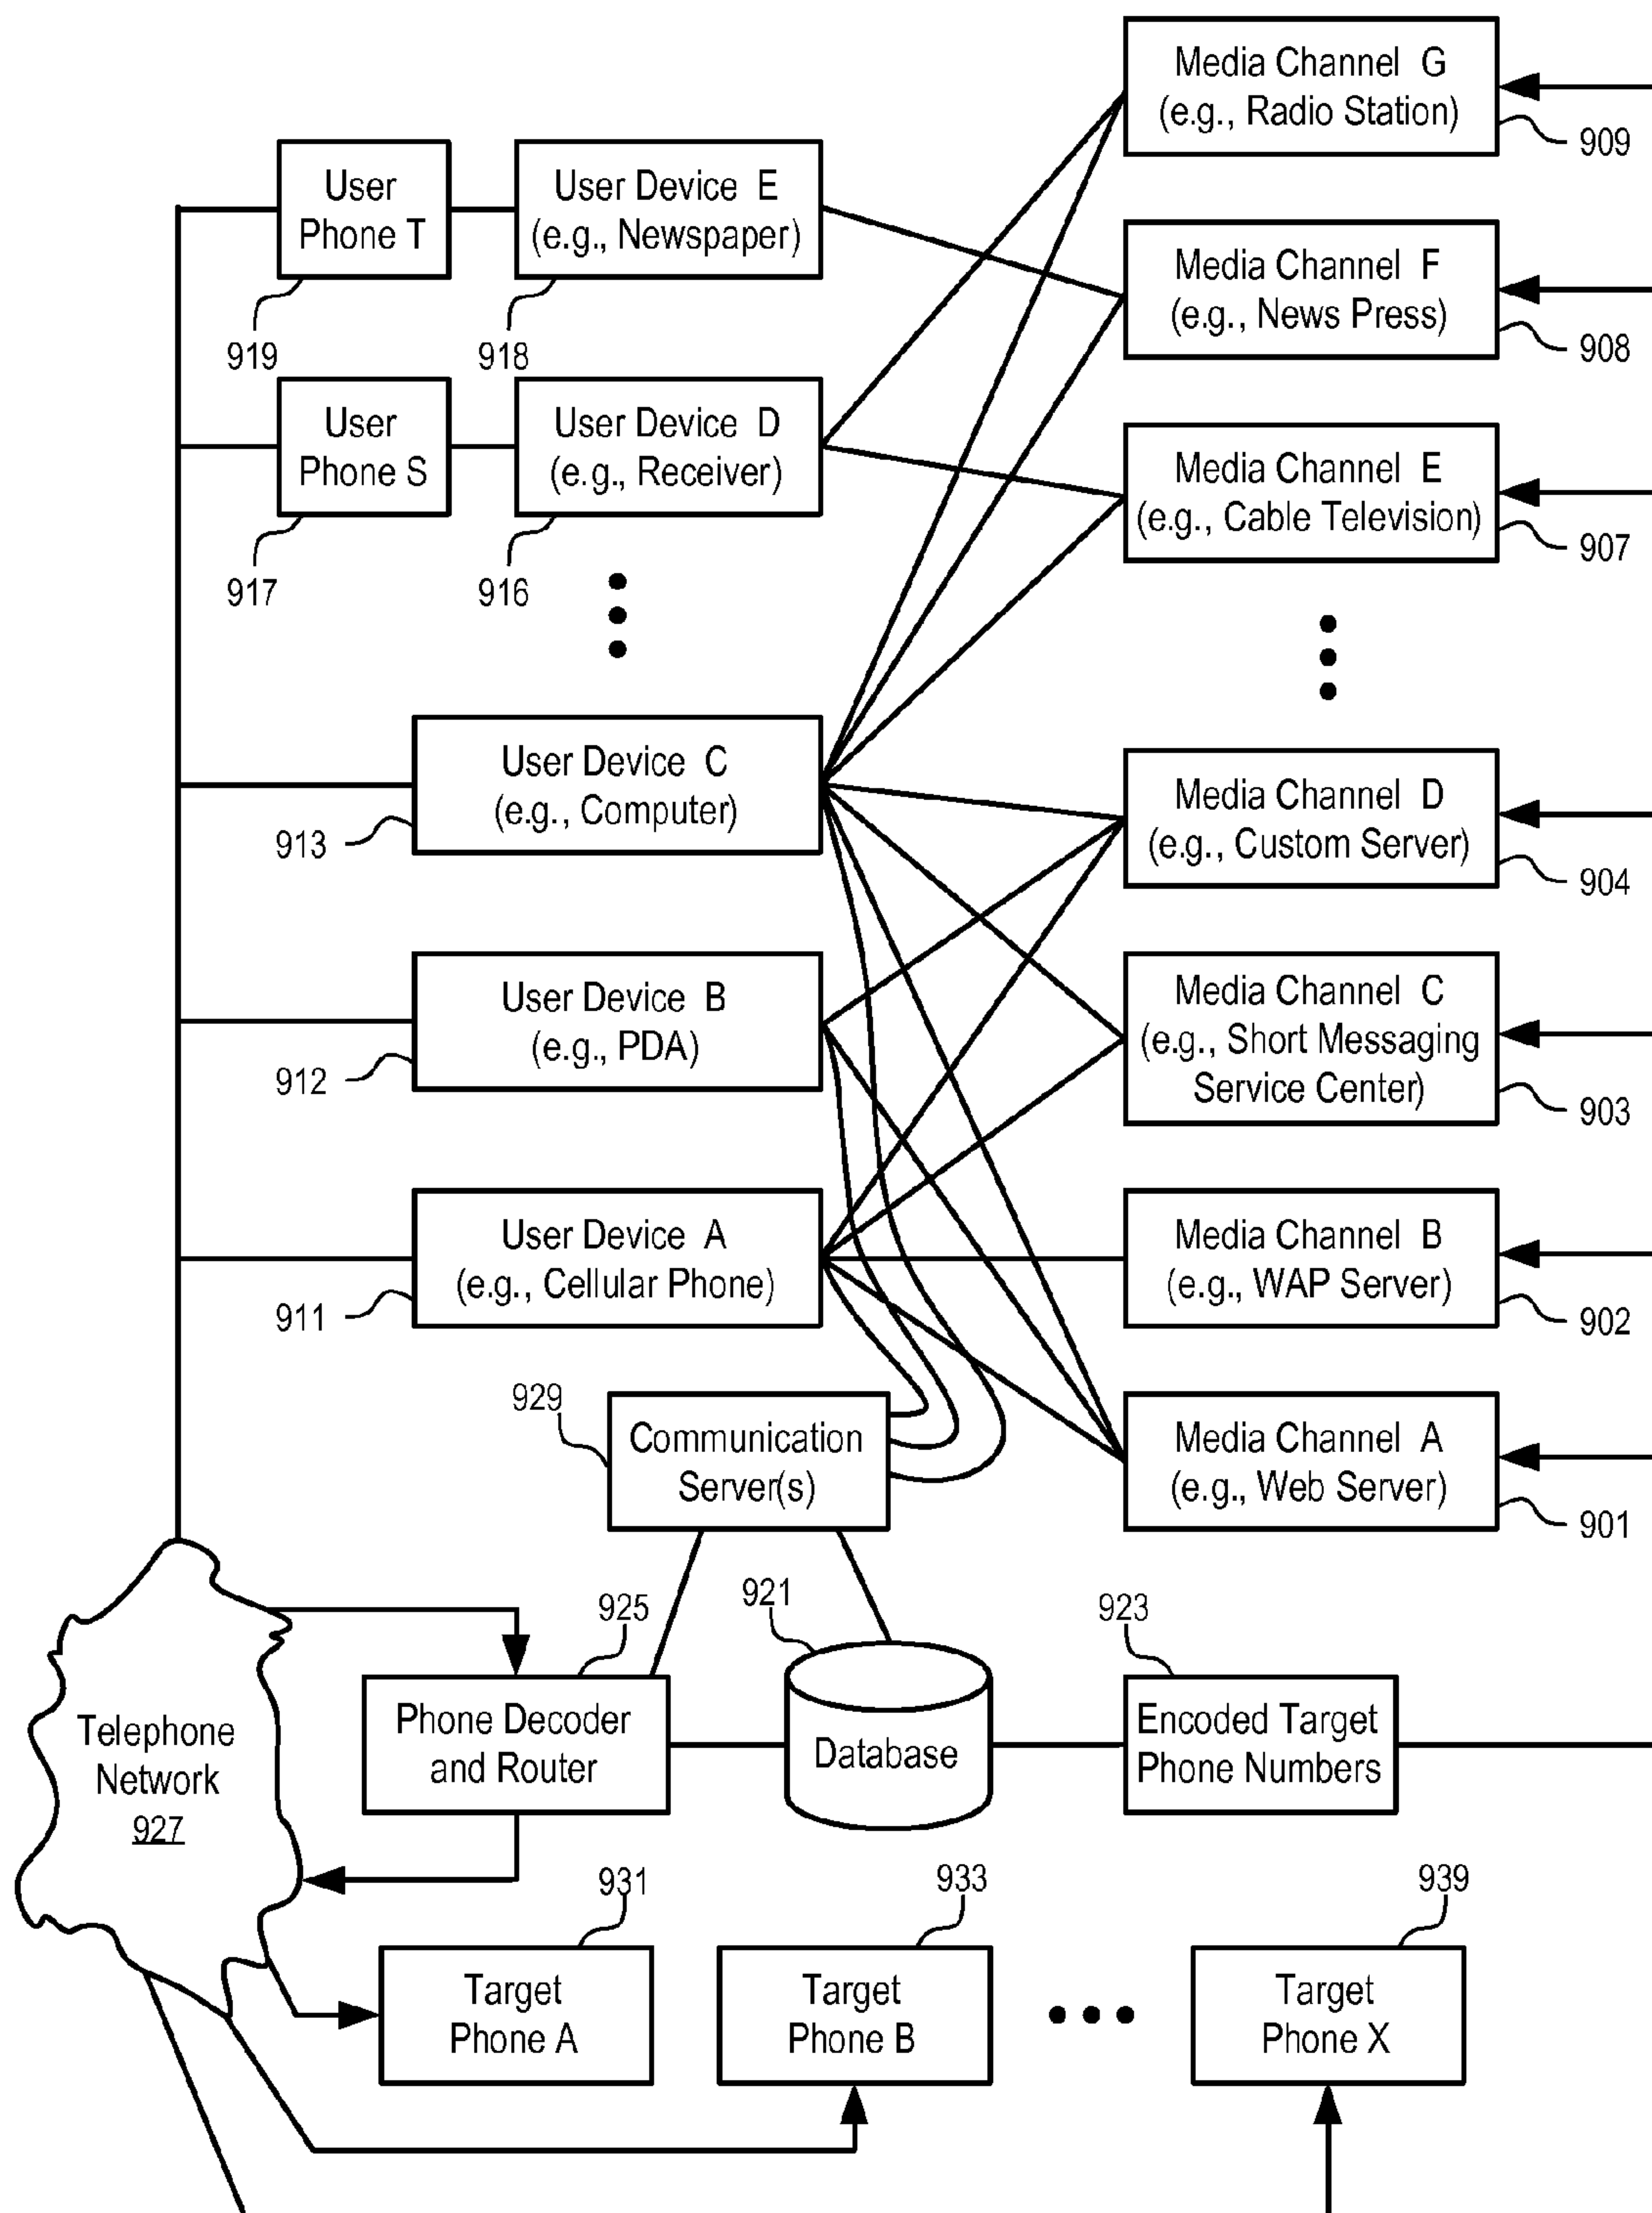 Media Channel G
(e.g., Radio Station)
909
User
Phone T
919
User Device E
(e.g., Newspaper)
918
Media Channel F
(e.g., News Press)
908
User
Phone S
917
User Device D
(e.g., Receiver)
916
Media Channel E
(e.g., Cable Television)
907
User Device C
(e.g., Computer)
913
Media Channel D
(e.g., Custom Server)
904
User Device B
(e.g., PDA)
912
Media Channel C
(e.g., Short Messaging
Service Center)
903
User Device A
(e.g., Cellular Phone)
911
Media Channel B
(e.g., WAP Server)
902
929
Communication
Server(s)
Media Channel A
(e.g., Web Server)
901
925
921
923
Telephone
Network
927
Phone Decoder
and Router
Database
Encoded Target
Phone Numbers
931
933
939
Target
Phone A
Target
Phone B
Target
Phone X